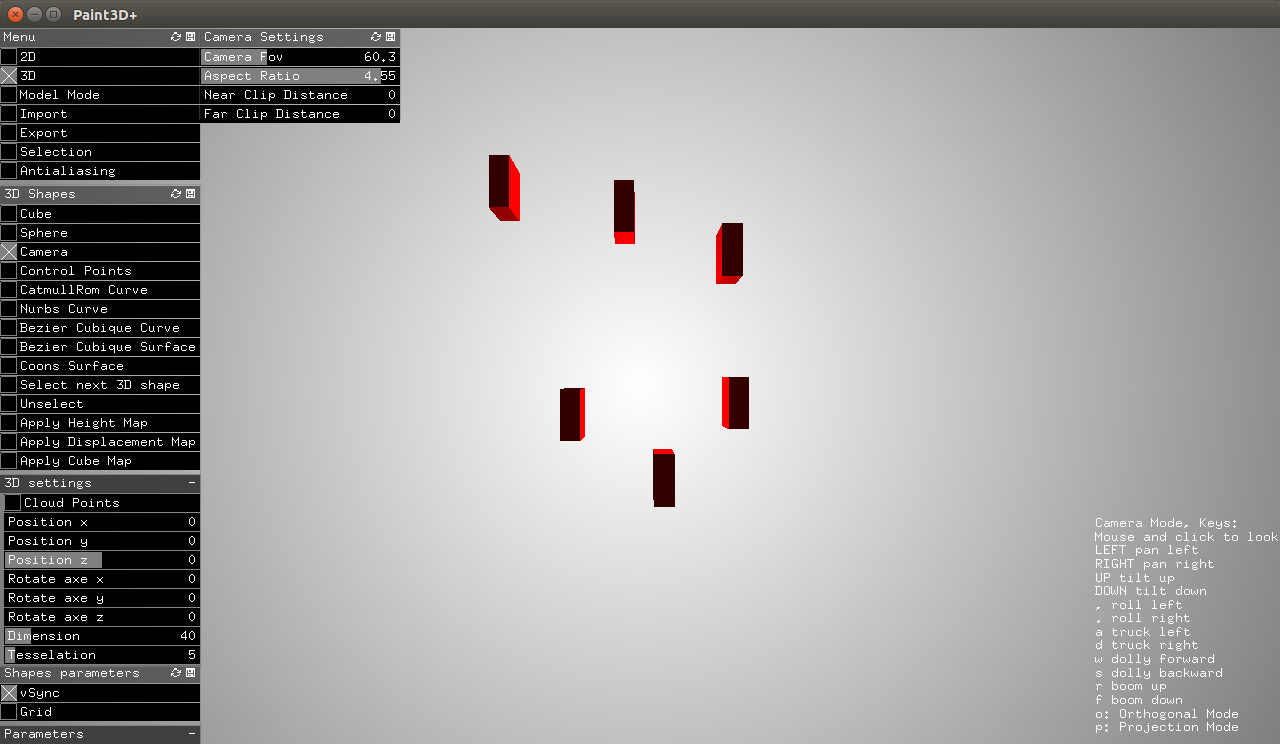 Paint3D+
Menu
2D
3D
Model Mode
Import
Export
Selection
Antialiasing
Camera Settings
Camera Fov 60.3
Aspect Ratio 4.55
Near Clip Distance 0
Far Clip Distance 0
3D Shapes
Cube
Sphere
Camera
Control Points
CatmullRom Curve
Nurbs Curve
Bezier Cubique Curve
Bezier Cubique Surface
Coons Surface
Select next 3D shape
Unselect
Apply Height Map
Apply Displacement Map
Apply Cube Map
3D settings -
Cloud Points
Position x 0
Position y 0
Position z 0
Rotate axe x 0
Rotate axe y 0
Rotate axe z 0
Dimension 40
Tesselation 5
Shapes parameters
vSync
Grid
Parameters -
Camera Mode, Keys:
Mouse and click to look
LEFT pan left
RIGHT pan right
UP tilt up
DOWN tilt down
, roll left
. roll right
a truck left
d truck right
w dolly forward
s dolly backward
r boom up
f boom down
o: Orthogonal Mode
p: Projection Mode